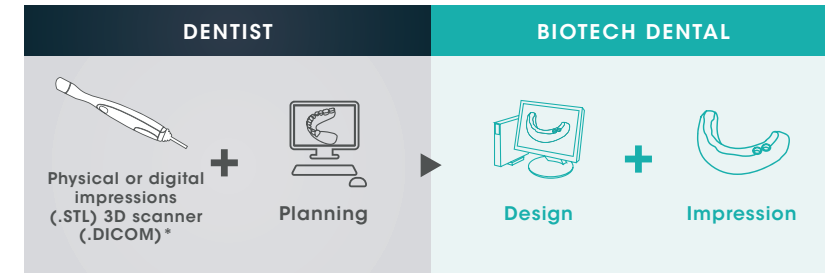 DENTIST
BIOTECH DENTAL
Physical or digital
impressions
(.STL) 3D scanner
(.DICOM)*
Planning
Design
Impression